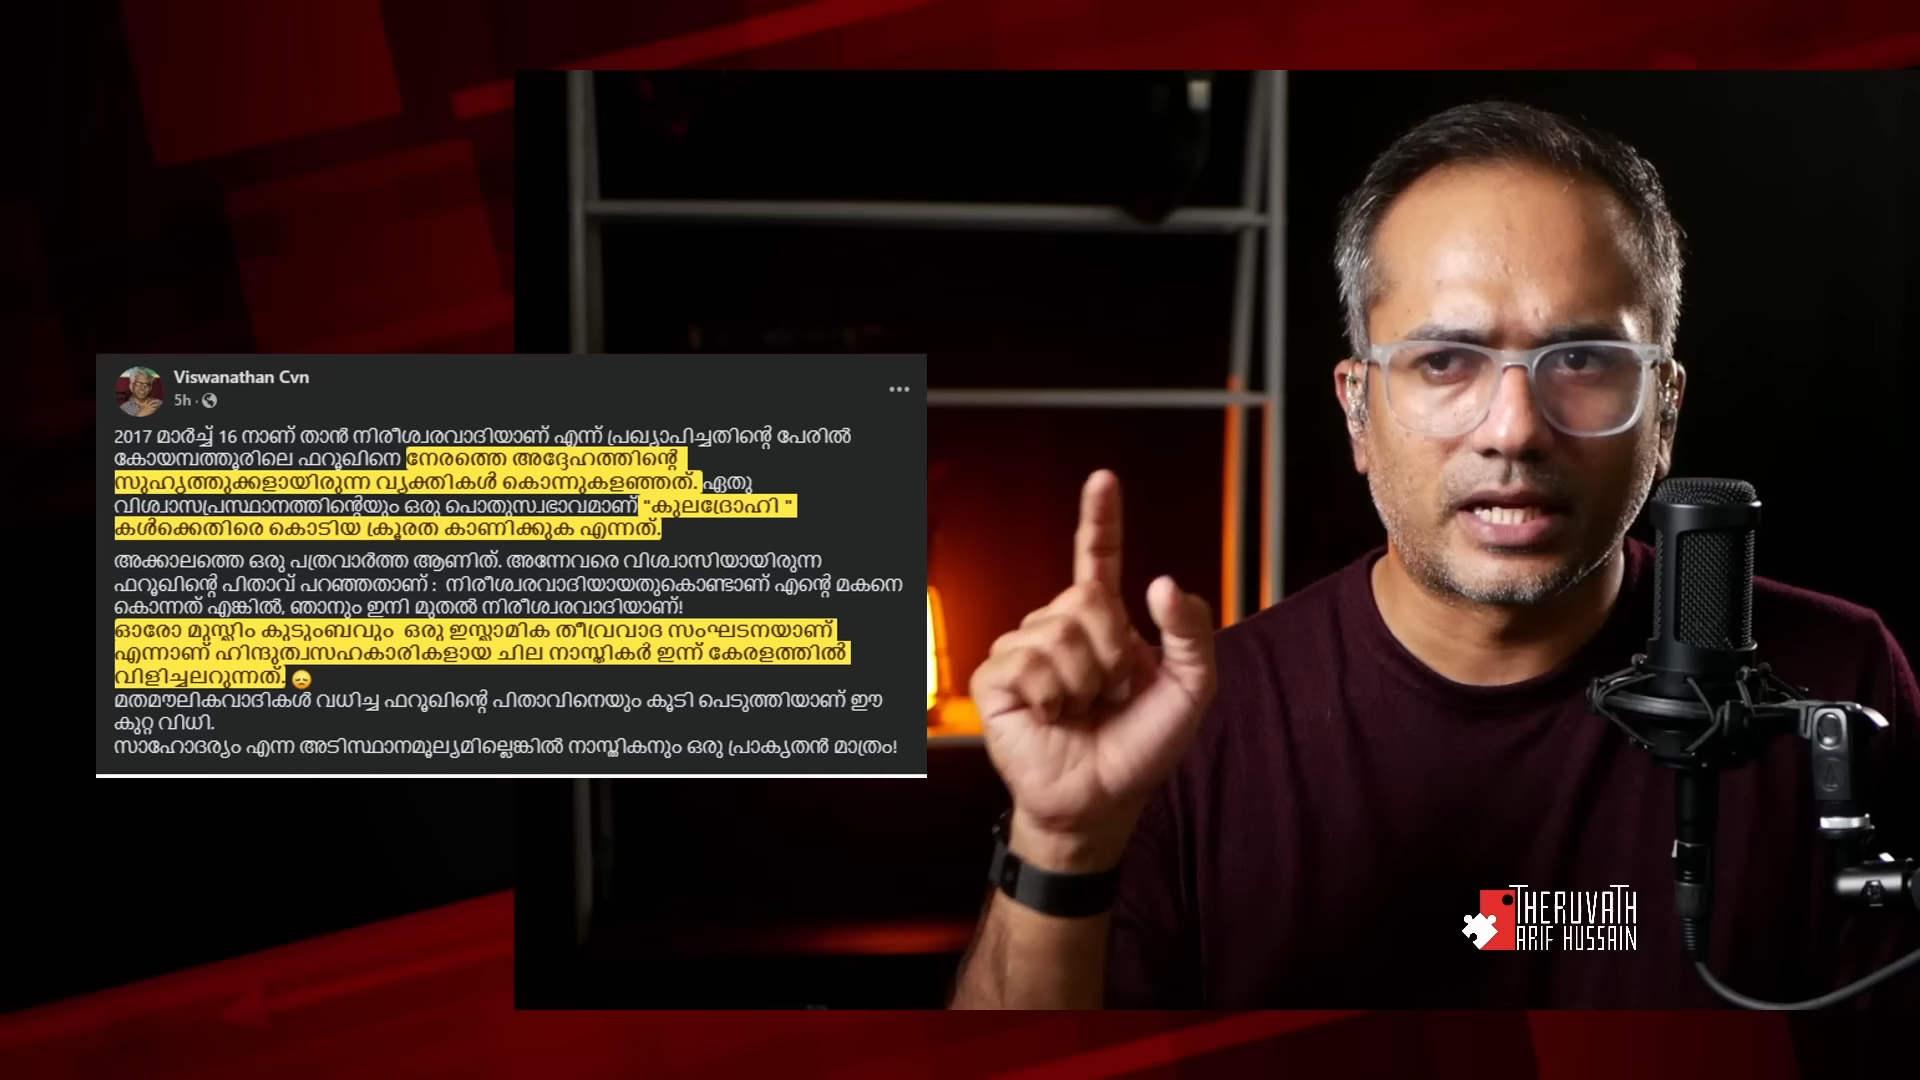 Viswanathan Cvn
5h ·
2017 മാർച്ച് 16 നാണ് താൻ നിരീശ്വരവാദിയാണ് എന്ന് പ്രഖ്യാപിച്ചതിന്റെ പേരിൽ
കോയമ്പത്തൂരിലെ ഫറൂഖിനെ നേരത്തെ അദ്ദേഹത്തിന്റെ
സുഹൃത്തുക്കളായിരുന്ന വ്യക്തികൾ കൊന്നുകളഞ്ഞത്. ഏതു
വിശ്വാസപ്രസ്ഥാനത്തിന്റെയും ഒരു പൊതുസ്വഭാവമാണ് "കുലദ്രോഹി "
കൾക്കെതിരെ കൊടിയ ക്രൂരത കാണിക്കുക എന്നത്.
അക്കാലത്തെ ഒരു പത്രവാർത്ത ആണിത്. അന്നേവരെ വിശ്വാസിയായിരുന്ന
ഫറൂഖിന്റെ പിതാവ് പറഞ്ഞതാണ് : നിരീശ്വരവാദിയായതുകൊണ്ടാണ് എന്റെ മകനെ
കൊന്നത് എങ്കിൽ, ഞാനും ഇനി മുതൽ നിരീശ്വരവാദിയാണ്!
ഓരോ മുസ്ലിം കുടുംബവും ഒരു ഇസ്ലാമിക തീവ്രവാദ സംഘടനയാണ്
എന്നാണ് ഹിന്ദുത്വസഹകാരികളായ ചില നാസ്തികർ ഇന്ന് കേരളത്തിൽ
വിളിച്ചലറുന്നത്. 😞
മതമൗലികവാദികൾ വധിച്ച ഫറൂഖിന്റെ പിതാവിനെയും കൂടി പെടുത്തിയാണ് ഈ
കുറ്റ വിധി.
സാഹോദര്യം എന്ന അടിസ്ഥാനമൂല്യമില്ലെങ്കിൽ നാസ്തികനും ഒരു പ്രാകൃതൻ മാത്രം!
THERUVATH
ARIF HUSSAIN